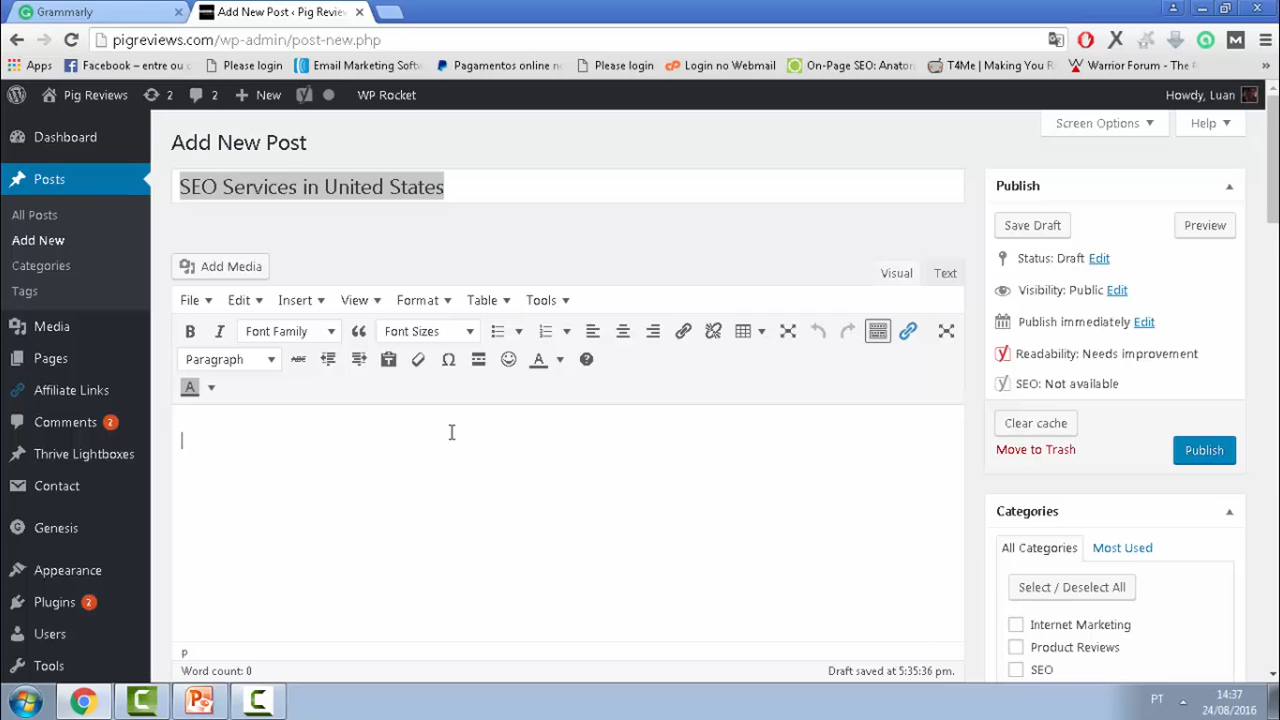 Grammarly
Add New Post ‹ Pig Revie
pigreviews.com/wp-admin/post-new.php
Apps
Facebook – entre ou
Please login
Email Marketing Softw
Pagamentos online n
Please login
Login no Webmail
On-Page SEO: Anaton
T4Me | Making You R
Warrior Forum - The #
»
Pig Reviews
2
2
New
WP Rocket
Howdy, Luan
Dashboard
Posts
All Posts
Add New
Categories
Tags
Media
Pages
Affiliate Links
Comments 2
Thrive Lightboxes
Contact
Genesis
Appearance
Plugins 2
Users
Tools
Screen Options
Help
Add New Post
SEO Services in United States
Add Media
Visual
Text
File
Edit
Insert
View
Format
Table
Tools
B
I
Font Family
Font Sizes
Paragraph
ABC
Ω
A
A
p
Word count: 0
Draft saved at 5:35:36 pm.
Publish
Save Draft
Preview
Status: Draft Edit
Visibility: Public Edit
Publish immediately Edit
Readability: Needs improvement
SEO: Not available
Clear cache
Move to Trash
Publish
Categories
All Categories
Most Used
Select / Deselect All
Internet Marketing
Product Reviews
SEO
PT
14:37
24/08/2016